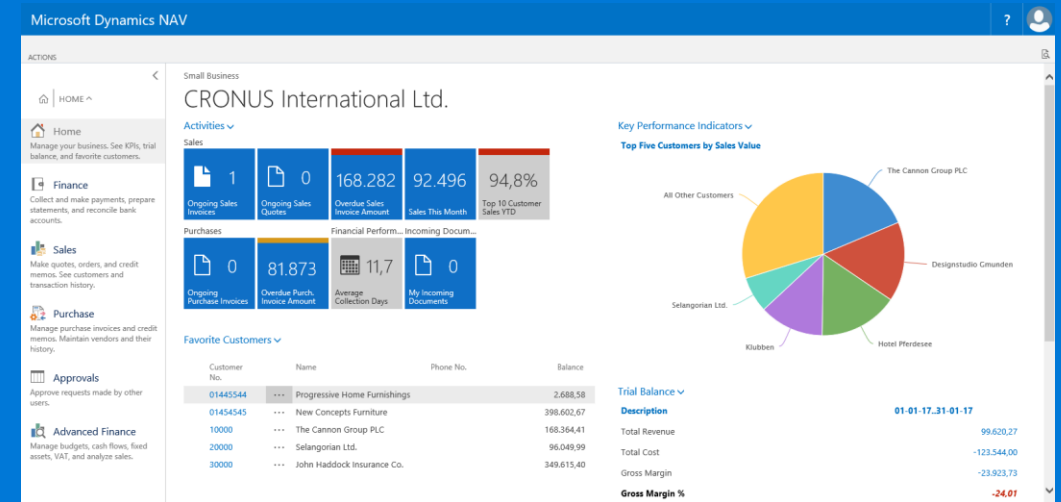 Microsoft Dynamics NAV
?
ACTIONS
HOME
Home
Manage your business. See KPIs, trial
balance, and favorite customers.
Finance
Collect and make payments, prepare
statements, and reconcile bank
accounts.
Sales
Make quotes, orders, and credit
memos. See customers and
transaction history.
Purchase
Manage purchase invoices and credit
memos. Maintain vendors and their
history.
Approvals
Approve requests made by other
users.
Advanced Finance
Manage budgets, cash flows, fixed
assets, VAT, and analyze sales.
Small Business
CRONUS International Ltd.
Activities
Sales
1
Ongoing Sales
Invoices
0
Ongoing Sales
Quotes
168.282
Overdue Sales
Invoice Amount
92.496
Sales This Month
94,8%
Top 10 Customer
Sales YTD
Purchases
Financial Perform...
Incoming Docum...
0
Ongoing
Purchase Invoices
81.873
Overdue Purch.
Invoice Amount
11,7
Average
Collection Days
0
My Incoming
Documents
Favorite Customers
Customer No. Name Phone No. Balance
01445544 ··· Progressive Home Furnishings 2.688,58
01454545 ··· New Concepts Furniture 398.602,67
10000 ··· The Cannon Group PLC 168.364,41
20000 ··· Selangorian Ltd. 96.049,99
30000 ··· John Haddock Insurance Co. 349.615,40
Key Performance Indicators
Top Five Customers by Sales Value
The Cannon Group PLC
All Other Customers
Designstudio Gmunden
Selangorian Ltd.
Klubben
Hotel Pferdesee
Trial Balance
Description 01-01-17..31-01-17
Total Revenue 99.620,27
Total Cost -123.544,00
Gross Margin -23.923,73
Gross Margin % -24,01